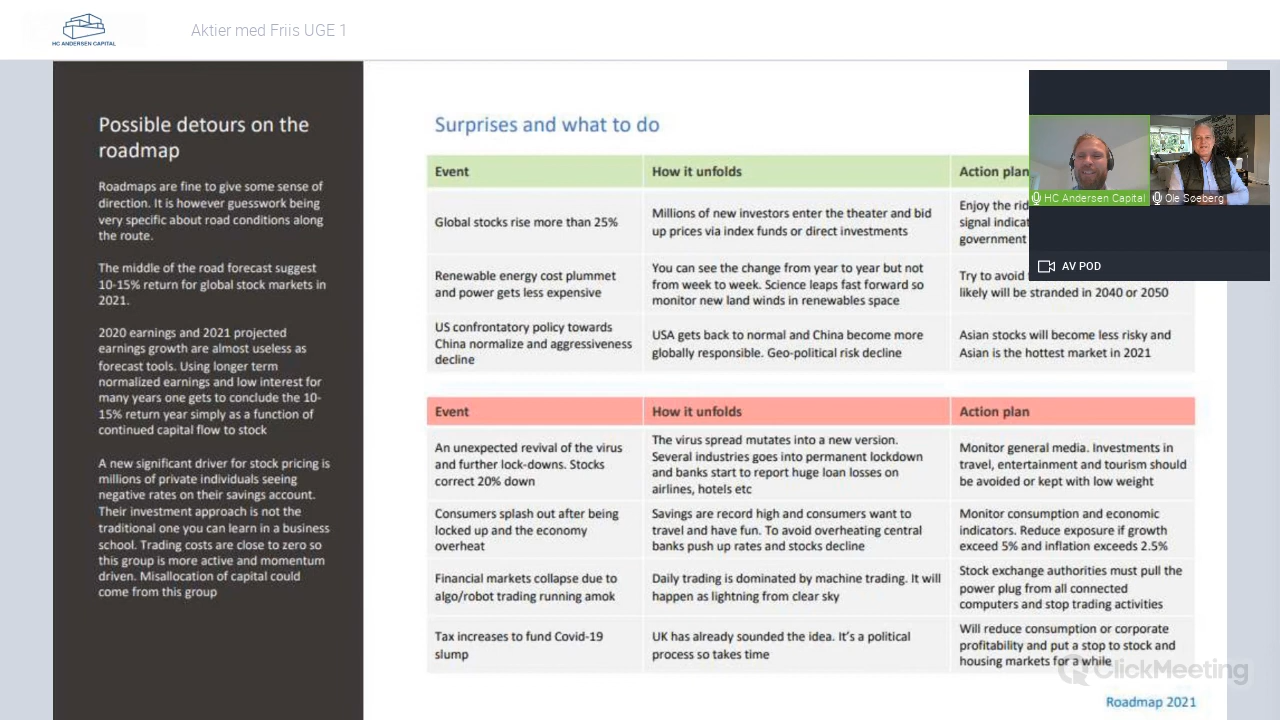 HC ANDERSEN CAPITAL
Aktier med Friis UGE 1
Possible detours on the
roadmap
Roadmaps are fine to give some sense of
direction. It is however guesswork being
very specific about road conditions along
the route.
The middle of the road forecast suggest
10-15% return for global stock markets in
2021.
2020 earnings and 2021 projected
earnings growth are almost useless as
forecast tools. Using longer term
normalized earnings and low interest for
many years one gets to conclude the 10-
15% return year simply as a function of
continued capital flow to stock
A new significant driver for stock pricing is
millions of private individuals seeing
negative rates on their savings account.
Their investment approach is not the
traditional one you can learn in a business
school. Trading costs are close to zero so
this group is more active and momentum
driven. Misallocation of capital could
come from this group
Surprises and what to do
Event
How it unfolds
Action plan
Global stocks rise more than 25%
Millions of new investors enter the theater and bid
up prices via index funds or direct investments
Enjoy the
signal
government
Renewable energy cost plummet
and power gets less expensive
You can see the change from year to year but not
from week to week. Science leaps fast forward so
monitor new land winds in renewables space
Try to avoid
likely will be stranded in 2040 or 2050
US confrontatory policy towards
China normalize and aggressiveness
decline
USA gets back to normal and China become more
globally responsible. Geo-political risk decline
Asian stocks will become less risky and
Asian is the hottest market in 2021
Event
How it unfolds
Action plan
An unexpected revival of the virus
and further lock-downs. Stocks
correct 20% down
The virus spread mutates into a new version.
Several industries goes into permanent lockdown
and banks start to report huge loan losses on
airlines, hotels etc
Monitor general media. Investments in
travel, entertainment and tourism should
be avoided or kept with low weight
Consumers splash out after being
locked up and the economy
overheat
Savings are record high and consumers want to
travel and have fun. To avoid overheating central
banks push up rates and stocks decline
Monitor consumption and economic
indicators. Reduce exposure if growth
exceed 5% and inflation exceeds 2.5%
Financial markets collapse due to
algo/robot trading running amok
Daily trading is dominated by machine trading. It will
happen as lightning from clear sky
Stock exchange authorities must pull the
power plug from all connected
computers and stop trading activities
Tax increases to fund Covid-19
slump
UK has already sounded the idea. It's a political
process so takes time
Will reduce consumption or corporate
profitability and put a stop to stock and
housing markets for a while
Roadmap 2021
HC Andersen Capital
Ole Søeberg
AV POD
ClickMeeting